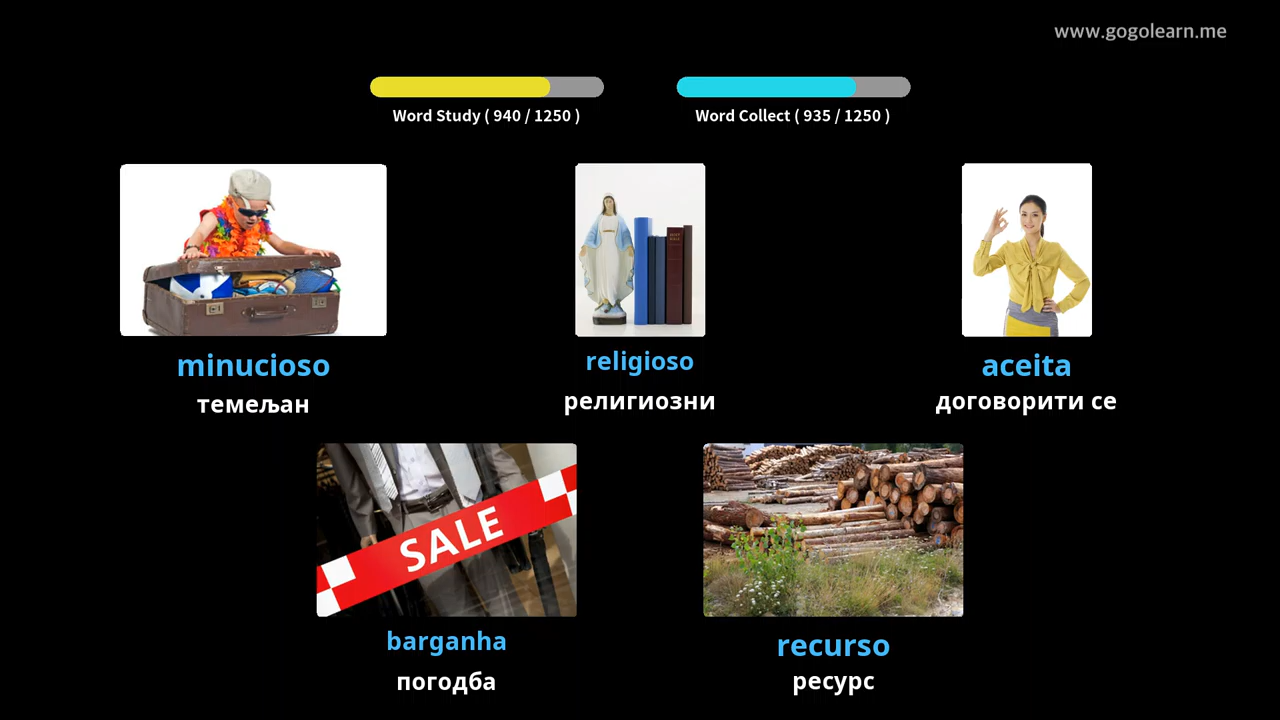 www.gogolearn.me
Word Study ( 940 / 1250 )
Word Collect ( 935 / 1250 )
minucioso
темељан
religioso
религиозни
aceita
договорити се
SALE
barganha
погодба
recurso
ресурс